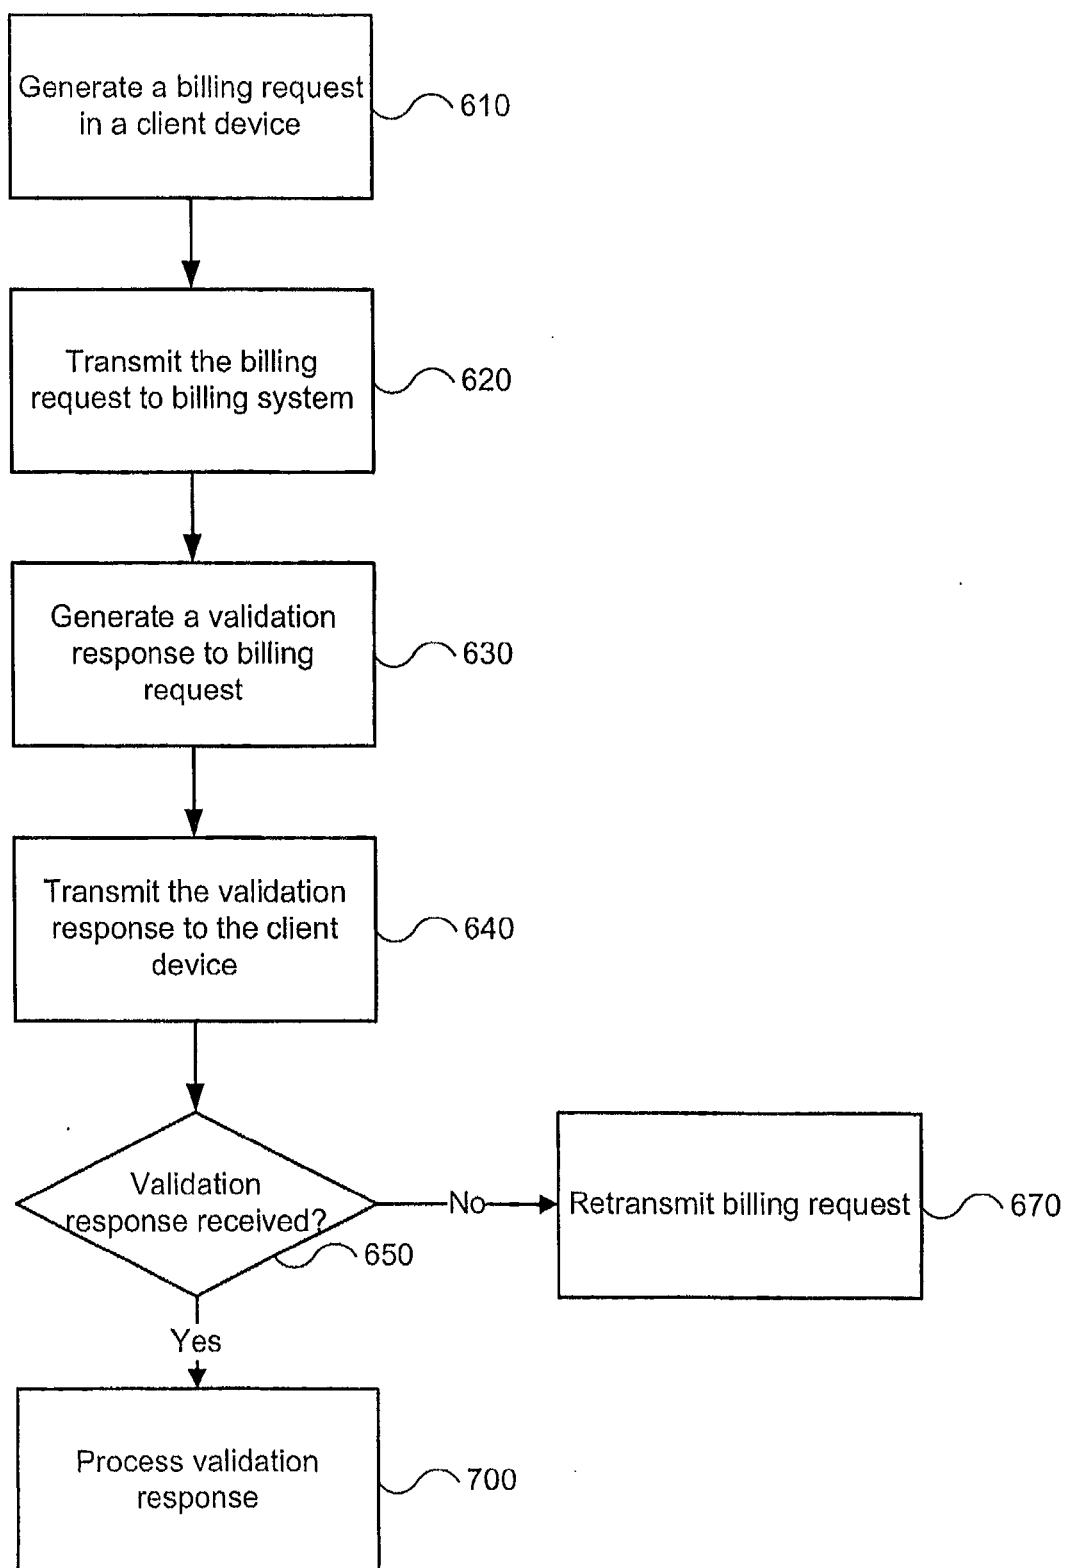 Generate a billing request
in a client device
610
Transmit the billing
request to billing system
620
Generate a validation
response to billing
request
630
Transmit the validation
response to the client
device
640
Validation
response received?
650
No
Retransmit billing request
670
Yes
Process validation
response
700